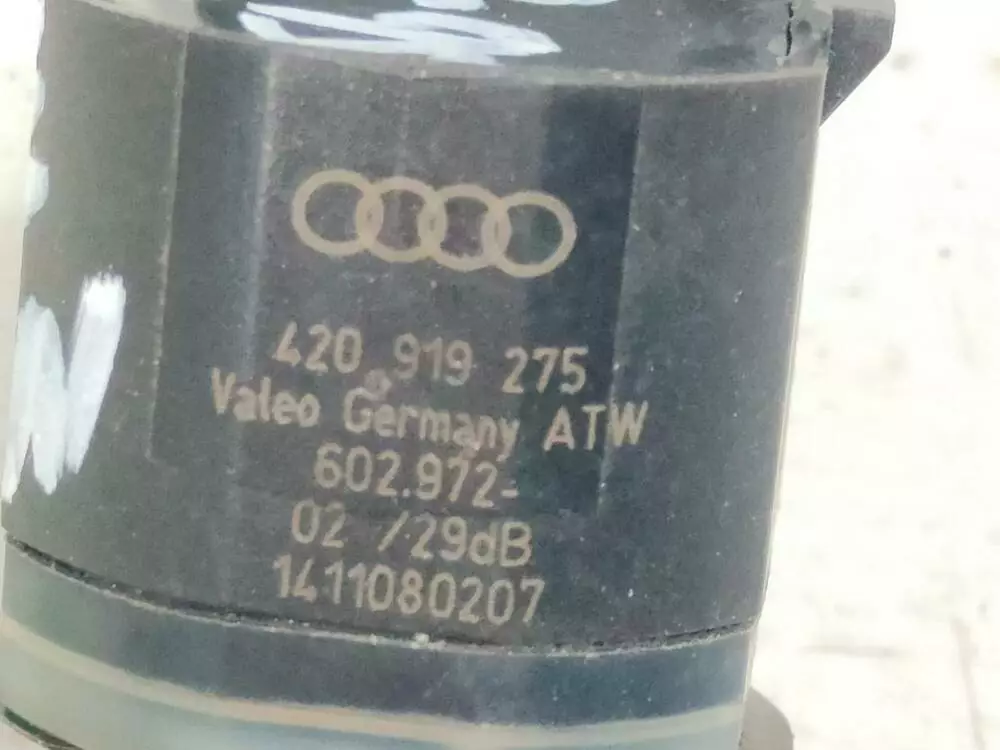 420 919 275
Valeo Germany ATW
602.972-
02 /29dB
1411080207